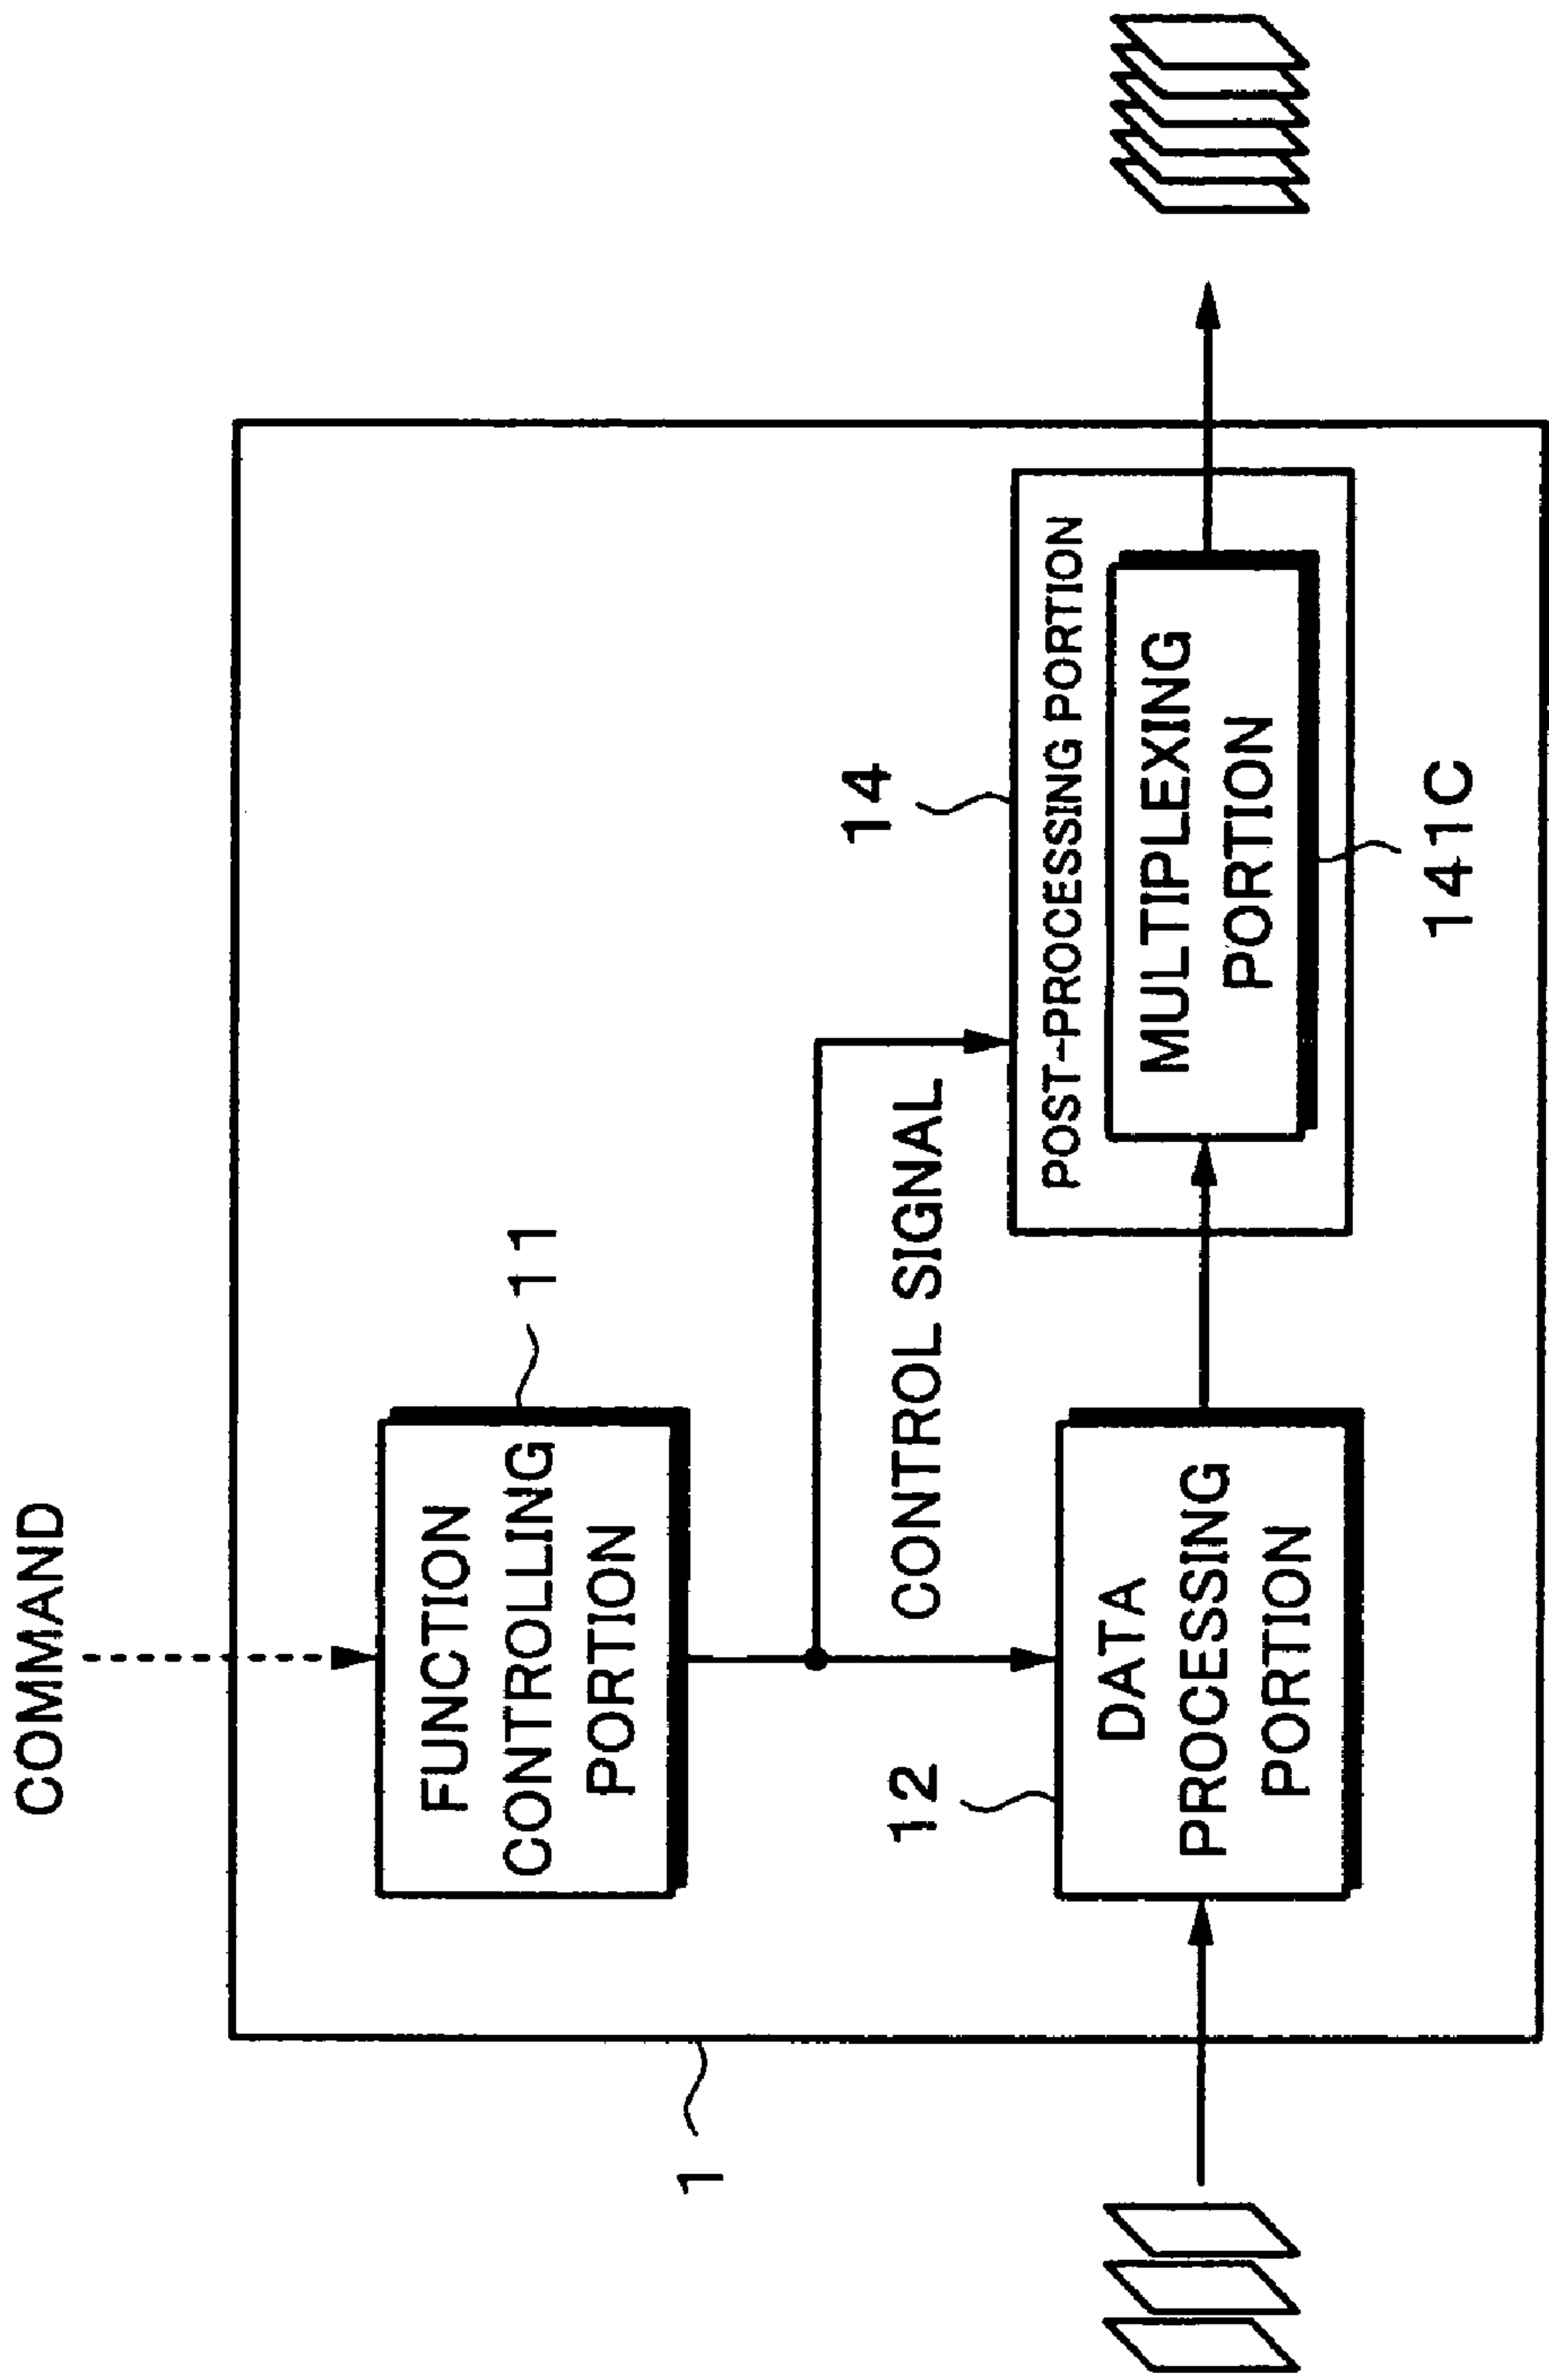 COMMAND
FUNCTION
CONTROLLING
PORTION
11
1
12
CONTROL SIGNAL
14
DATA
PROCESSING
PORTION
POST-PROCESSING PORTION
MULTIPLEXING
PORTION
141C